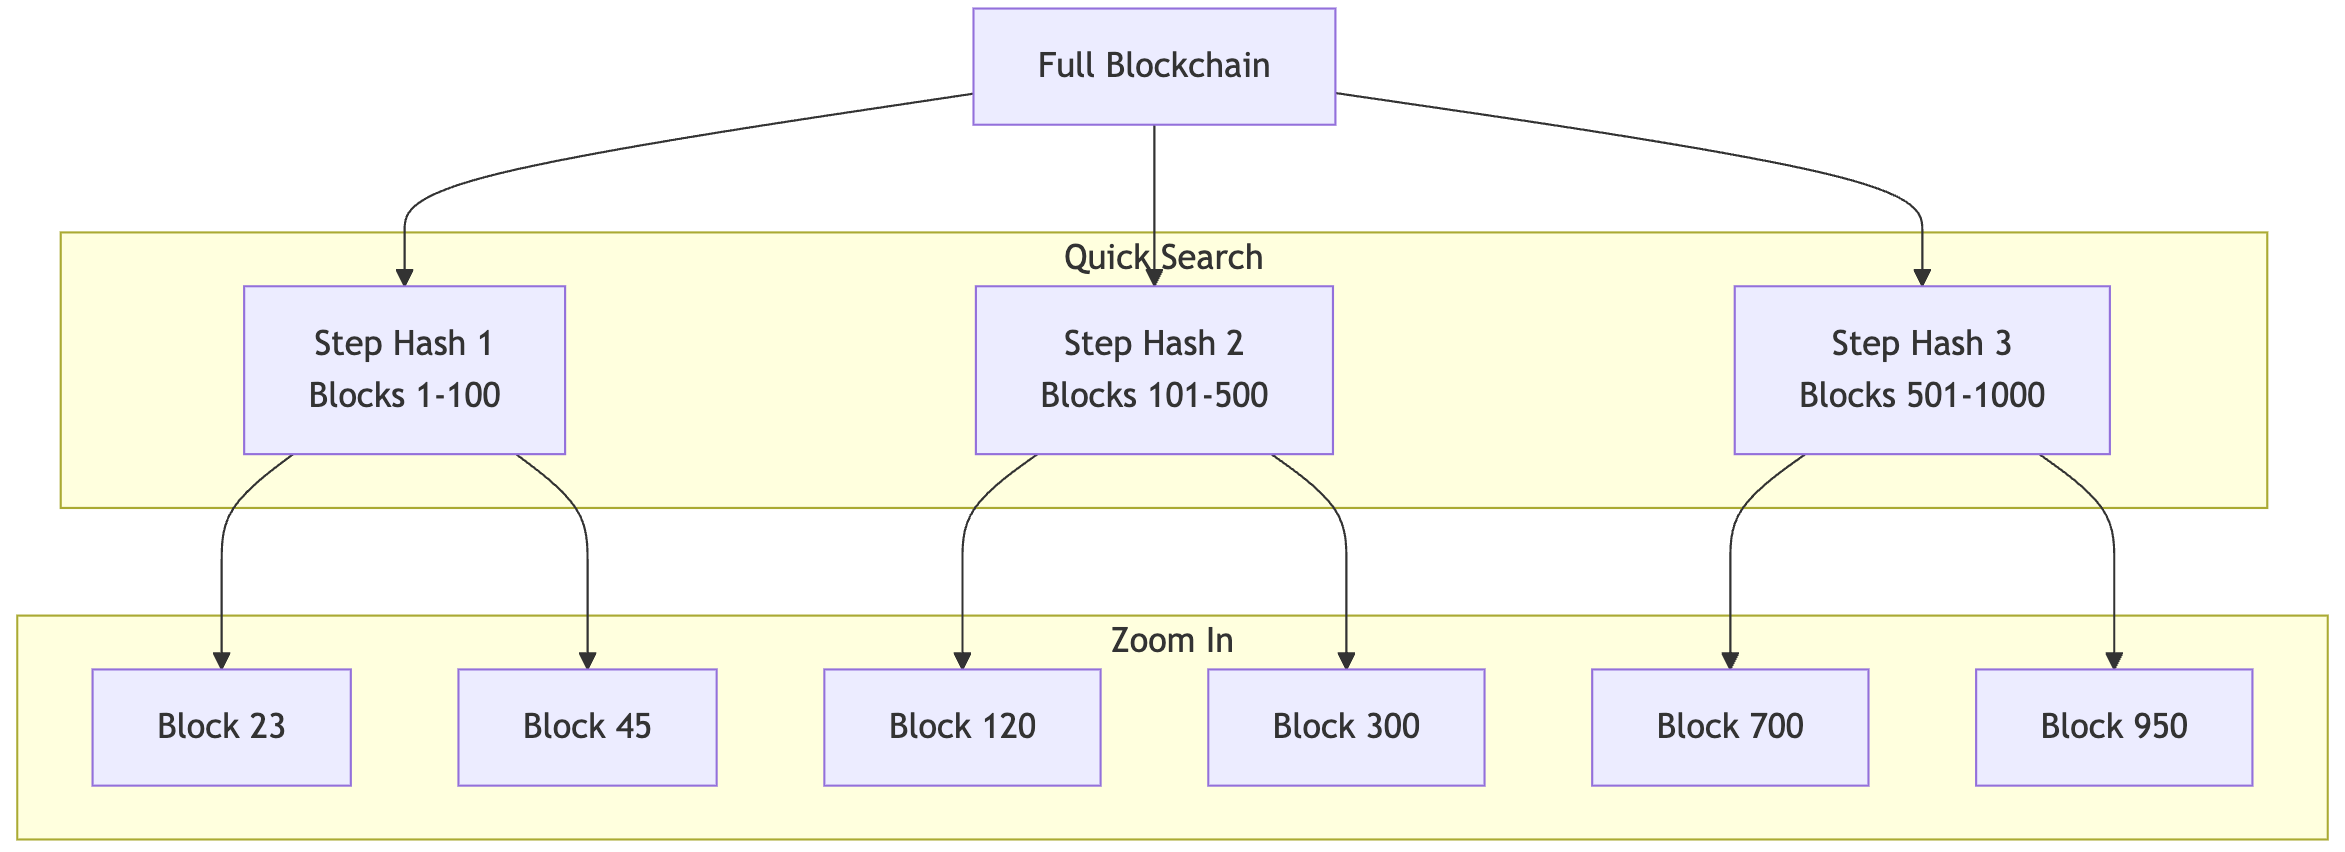 Full Blockchain
Quick Search
Step Hash 1
Blocks 1-100
Step Hash 2
Blocks 101-500
Step Hash 3
Blocks 501-1000
Zoom In
Block 23
Block 45
Block 120
Block 300
Block 700
Block 950